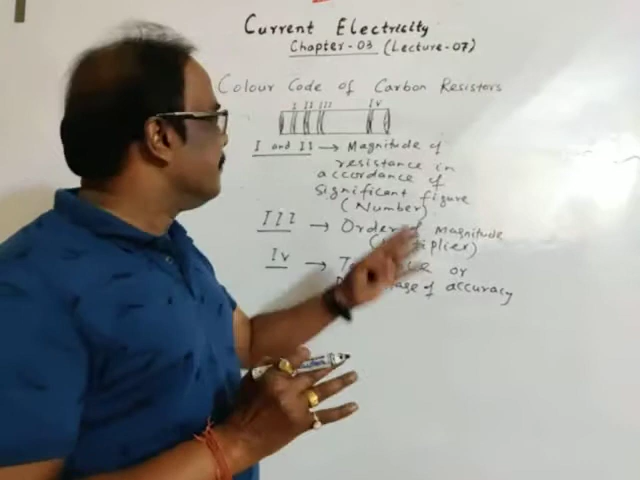 Current Electricity
Chapter-03 (Lecture-07)
Colour Code of Carbon Resistors
I II III IV
I and II → Magnitude of
resistance in
accordance of
significant figure
(Number)
III → Order of Magnitude
IV → or
of accuracy